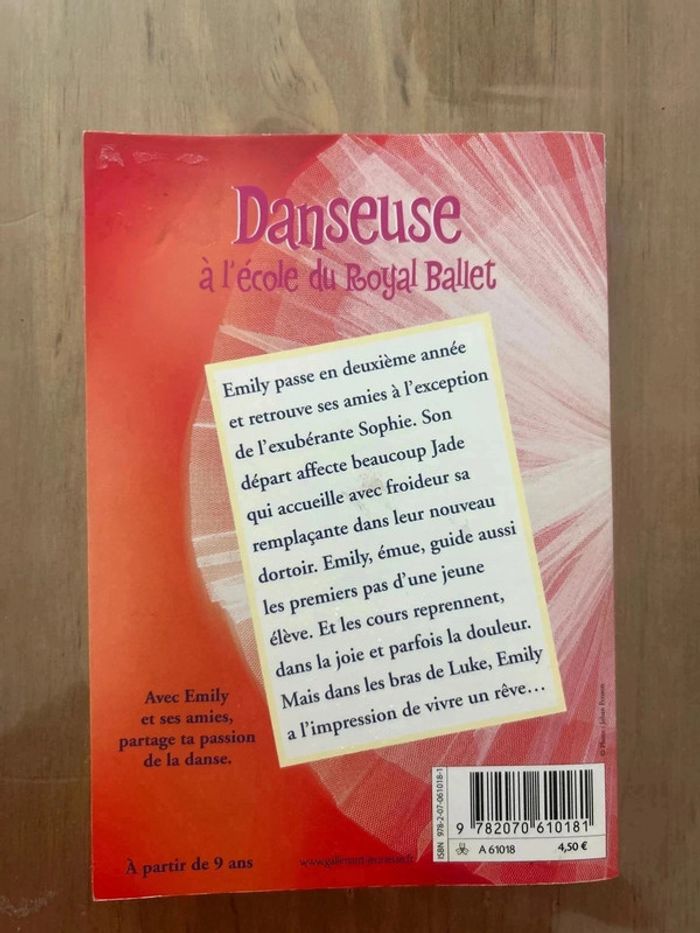 Danseuse
à l'école du Royal Ballet
Emily passe en deuxième année
et retrouve ses amies à l'exception
de l'exubérante Sophie. Son
départ affecte beaucoup Jade
qui accueille avec froideur sa
remplaçante dans leur nouveau
dortoir. Emily, émue, guide aussi
les premiers pas d'une jeune
élève. Et les cours reprennent,
dans la joie et parfois la douleur.
Mais dans les bras de Luke, Emily
a l'impression de vivre un rêve…
Avec Emily
et ses amies,
partage ta passion
de la danse.
À partir de 9 ans
www.gallimard-jeunesse.fr
ISBN 978-2-07-061018-1
9 782070 610181
A 61018 4,50 €
© Photo : Johan